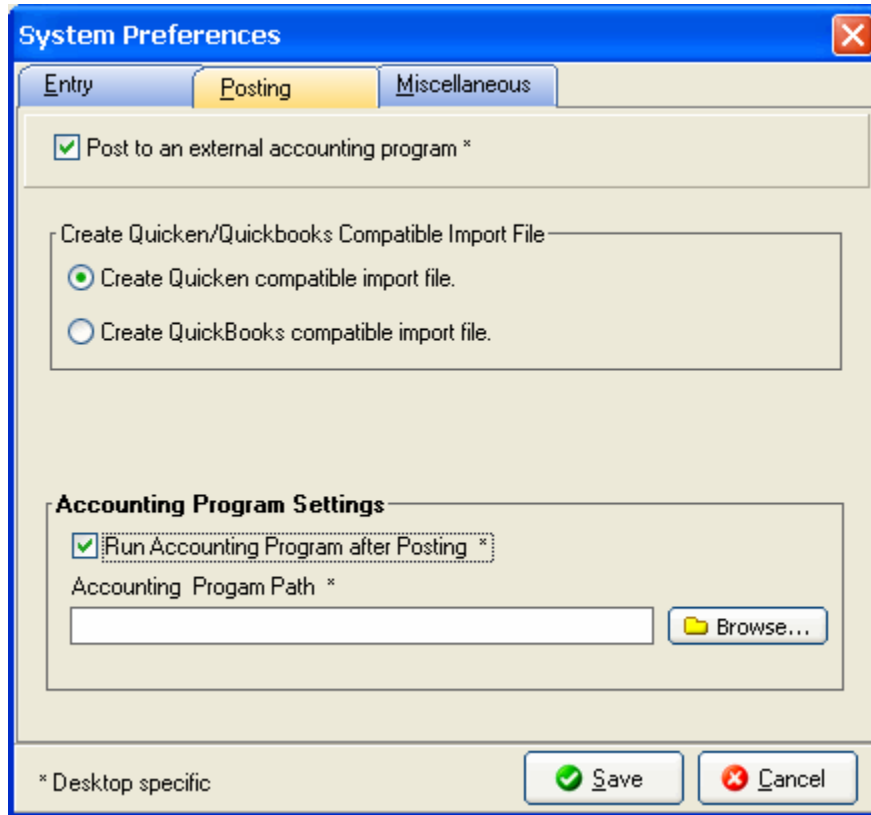 System Preferences
Entry
Posting
Miscellaneous
Post to an external accounting program *
Create Quicken/Quickbooks Compatible Import File
Create Quicken compatible import file.
Create QuickBooks compatible import file.
Accounting Program Settings
Run Accounting Program after Posting *
Accounting Progam Path *
Browse...
* Desktop specific
Save
Cancel